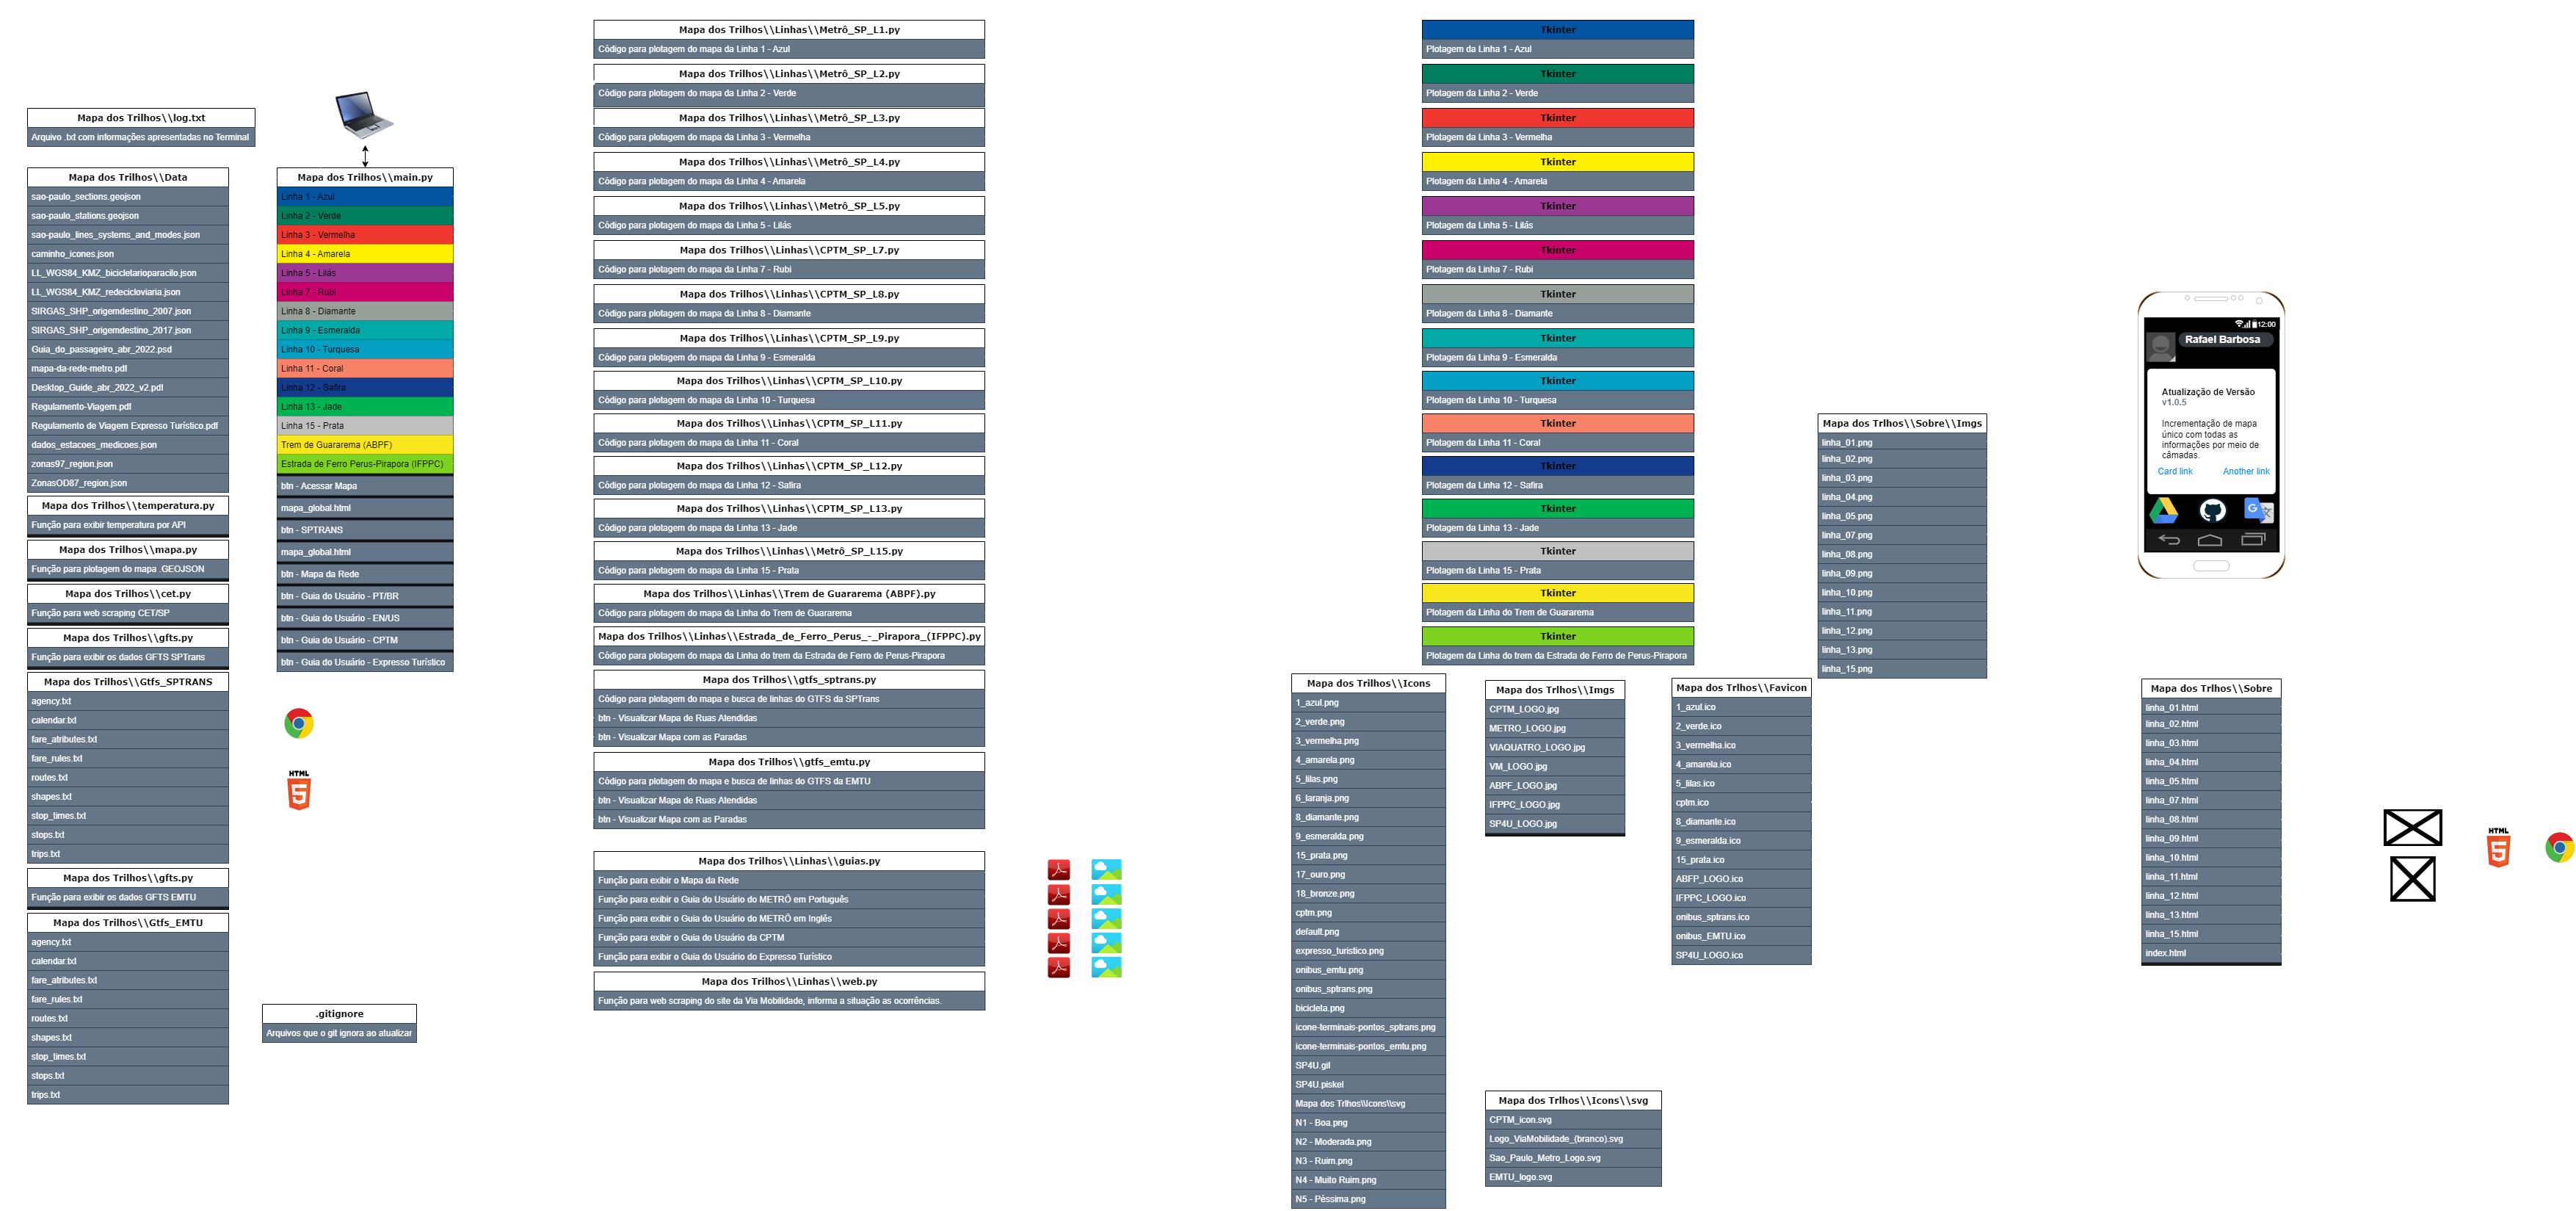 Mapa dos Trilhos\\log.txt
Arquivo .txt com informações apresentadas no Terminal
Mapa dos Trilhos\\Data
sao-paulo_sections.geojson
sao-paulo_stations.geojson
sao-paulo_lines_systems_and_modes.json
caminho_icones.json
LL_WGS84_KMZ_bicicletarioparacilo.json
LL_WGS84_KMZ_redecicloviaria.json
SIRGAS_SHP_origemdestino_2007.json
SIRGAS_SHP_origemdestino_2017.json
Guia_do_passageiro_abr_2022.psd
mapa-da-rede-metro.pdf
Desktop_Guide_abr_2022_v2.pdf
Regulamento-Viagem.pdf
Regulamento de Viagem Expresso Turístico.pdf
dados_estacoes_medicoes.json
zonas97_region.json
ZonasOD87_region.json
Mapa dos Trilhos\\temperatura.py
Função para exibir temperatura por API
Mapa dos Trilhos\\mapa.py
Função para plotagem do mapa .GEOJSON
Mapa dos Trilhos\\cet.py
Função para web scraping CET/SP
Mapa dos Trilhos\\gfts.py
Função para exibir os dados GFTS SPTrans
Mapa dos Trilhos\\Gtfs_SPTRANS
agency.txt
calendar.txt
fare_atributes.txt
fare_rules.txt
routes.txt
shapes.txt
stop_times.txt
stops.txt
trips.txt
Mapa dos Trilhos\\gfts.py
Função para exibir os dados GFTS EMTU
Mapa dos Trilhos\\Gtfs_EMTU
agency.txt
calendar.txt
fare_atributes.txt
fare_rules.txt
routes.txt
shapes.txt
stop_times.txt
stops.txt
trips.txt
Mapa dos Trilhos\\main.py
Linha 1 - Azul
Linha 2 - Verde
Linha 3 - Vermelha
Linha 4 - Amarela
Linha 5 - Lilás
Linha 7 - Rubi
Linha 8 - Diamante
Linha 9 - Esmeralda
Linha 10 - Turquesa
Linha 11 - Coral
Linha 12 - Safira
Linha 13 - Jade
Linha 15 - Prata
Trem de Guararema (ABPF)
Estrada de Ferro Perus-Pirapora (IFPPC)
btn - Acessar Mapa
mapa_global.html
btn - SPTRANS
mapa_global.html
btn - Mapa da Rede
btn - Guia do Usuário - PT/BR
btn - Guia do Usuário - EN/US
btn - Guia do Usuário - CPTM
btn - Guia do Usuário - Expresso Turístico
HTML
5
.gitignore
Arquivos que o git ignora ao atualizar
Mapa dos Trilhos\\Linhas\\Metrô_SP_L1.py
Código para plotagem do mapa da Linha 1 - Azul
Mapa dos Trilhos\\Linhas\\Metrô_SP_L2.py
Código para plotagem do mapa da Linha 2 - Verde
Mapa dos Trilhos\\Linhas\\Metrô_SP_L3.py
Código para plotagem do mapa da Linha 3 - Vermelha
Mapa dos Trilhos\\Linhas\\Metrô_SP_L4.py
Código para plotagem do mapa da Linha 4 - Amarela
Mapa dos Trilhos\\Linhas\\Metrô_SP_L5.py
Código para plotagem do mapa da Linha 5 - Lilás
Mapa dos Trilhos\\Linhas\\CPTM_SP_L7.py
Código para plotagem do mapa da Linha 7 - Rubi
Mapa dos Trilhos\\Linhas\\CPTM_SP_L8.py
Código para plotagem do mapa da Linha 8 - Diamante
Mapa dos Trilhos\\Linhas\\CPTM_SP_L9.py
Código para plotagem do mapa da Linha 9 - Esmeralda
Mapa dos Trilhos\\Linhas\\CPTM_SP_L10.py
Código para plotagem do mapa da Linha 10 - Turquesa
Mapa dos Trilhos\\Linhas\\CPTM_SP_L11.py
Código para plotagem do mapa da Linha 11 - Coral
Mapa dos Trilhos\\Linhas\\CPTM_SP_L12.py
Código para plotagem do mapa da Linha 12 - Safira
Mapa dos Trilhos\\Linhas\\CPTM_SP_L13.py
Código para plotagem do mapa da Linha 13 - Jade
Mapa dos Trilhos\\Linhas\\Metrô_SP_L15.py
Código para plotagem do mapa da Linha 15 - Prata
Mapa dos Trilhos\\Linhas\\Trem de Guararema (ABPF).py
Código para plotagem do mapa da Linha do Trem de Guararema
Mapa dos Trilhos\\Linhas\\Estrada_de_Ferro_Perus_-_Pirapora_(IFPPC).py
Código para plotagem do mapa da Linha do trem da Estrada de Ferro de Perus-Pirapora
Mapa dos Trilhos\\gtfs_sptrans.py
Código para plotagem do mapa e busca de linhas do GTFS da SPTrans
btn - Visualizar Mapa de Ruas Atendidas
btn - Visualizar Mapa com as Paradas
Mapa dos Trilhos\\gtfs_emtu.py
Código para plotagem do mapa e busca de linhas do GTFS da EMTU
btn - Visualizar Mapa de Ruas Atendidas
btn - Visualizar Mapa com as Paradas
Mapa dos Trilhos\\Linhas\\guias.py
Função para exibir o Mapa da Rede
Função para exibir o Guia do Usuário do METRÔ em Português
Função para exibir o Guia do Usuário do METRÔ em Inglês
Função para exibir o Guia do Usuário da CPTM
Função para exibir o Guia do Usuário do Expresso Turístico
Mapa dos Trilhos\\Linhas\\web.py
Função para web scraping do site da Via Mobilidade, informa a situação as ocorrências.
Tkinter
Plotagem da Linha 1 - Azul
Tkinter
Plotagem da Linha 2 - Verde
Tkinter
Plotagem da Linha 3 - Vermelha
Tkinter
Plotagem da Linha 4 - Amarela
Tkinter
Plotagem da Linha 5 - Lilás
Tkinter
Plotagem da Linha 7 - Rubi
Tkinter
Plotagem da Linha 8 - Diamante
Tkinter
Plotagem da Linha 9 - Esmeralda
Tkinter
Plotagem da Linha 10 - Turquesa
Tkinter
Plotagem da Linha 11 - Coral
Tkinter
Plotagem da Linha 12 - Safira
Tkinter
Plotagem da Linha 13 - Jade
Tkinter
Plotagem da Linha 15 - Prata
Tkinter
Plotagem da Linha do Trem de Guararema
Tkinter
Plotagem da Linha do trem da Estrada de Ferro de Perus-Pirapora
Mapa dos Trlhos\\Icons
1_azul.png
2_verde.png
3_vermelha.png
4_amarela.png
5_lilas.png
6_laranja.png
8_diamante.png
9_esmeralda.png
15_prata.png
17_ouro.png
18_bronze.png
cptm.png
default.png
expresso_turistico.png
onibus_emtu.png
onibus_sptrans.png
bicicleta.png
icone-terminais-pontos_sptrans.png
icone-terminais-pontos_emtu.png
SP4U.gif
SP4U.piskel
Mapa dos Trlhos\\Icons\\svg
N1 - Boa.png
N2 - Moderada.png
N3 - Ruim.png
N4 - Muito Ruim.png
N5 - Péssima.png
Mapa dos Trlhos\\Imgs
CPTM_LOGO.jpg
METRO_LOGO.jpg
VIAQUATRO_LOGO.jpg
VM_LOGO.jpg
ABPF_LOGO.jpg
IFPPC_LOGO.jpg
SP4U_LOGO.jpg
Mapa dos Trlhos\\Icons\\svg
CPTM_icon.svg
Logo_ViaMobilidade_(branco).svg
Sao_Paulo_Metro_Logo.svg
EMTU_logo.svg
Mapa dos Trlhos\\Favicon
1_azul.ico
2_verde.ico
3_vermelha.ico
4_amarela.ico
5_lilas.ico
cptm.ico
8_diamante.ico
9_esmeralda.ico
15_prata.ico
ABFP_LOGO.ico
IFPPC_LOGO.ico
onibus_sptrans.ico
onibus_EMTU.ico
SP4U_LOGO.ico
Mapa dos Trlhos\\Sobre\\Imgs
linha_01.png
linha_02.png
linha_03.png
linha_04.png
linha_05.png
linha_07.png
linha_08.png
linha_09.png
linha_10.png
linha_11.png
linha_12.png
linha_13.png
linha_15.png
12:00
Rafael Barbosa
Atualização de Versão
v1.0.5
Incrementação de mapa
único com todas as
informações por meio de
câmadas.
Card link Another link
Mapa dos Trlhos\\Sobre
linha_01.html
linha_02.html
linha_03.html
linha_04.html
linha_05.html
linha_07.html
linha_08.html
linha_09.html
linha_10.html
linha_11.html
linha_12.html
linha_13.html
linha_15.html
index.html
HTML
5